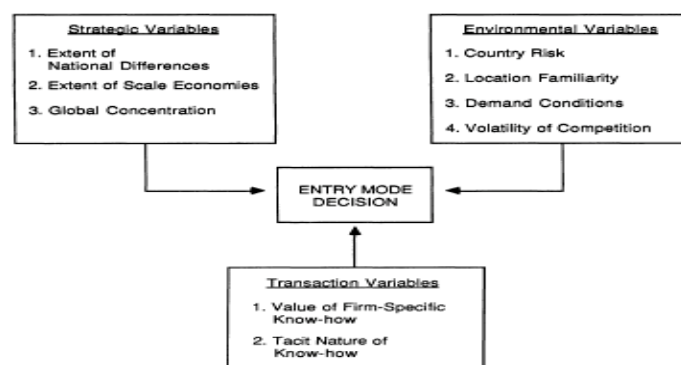 Strategic Variables
1. Extent of
National Differences
2. Extent of Scale Economies
3. Global Concentration
Environmental Variables
1. Country Risk
2. Location Familiarity
3. Demand Conditions
4. Volatility of Competition
ENTRY MODE
DECISION
Transaction Variables
1. Value of Firm-Specific
Know-how
2. Tacit Nature of
Know-how